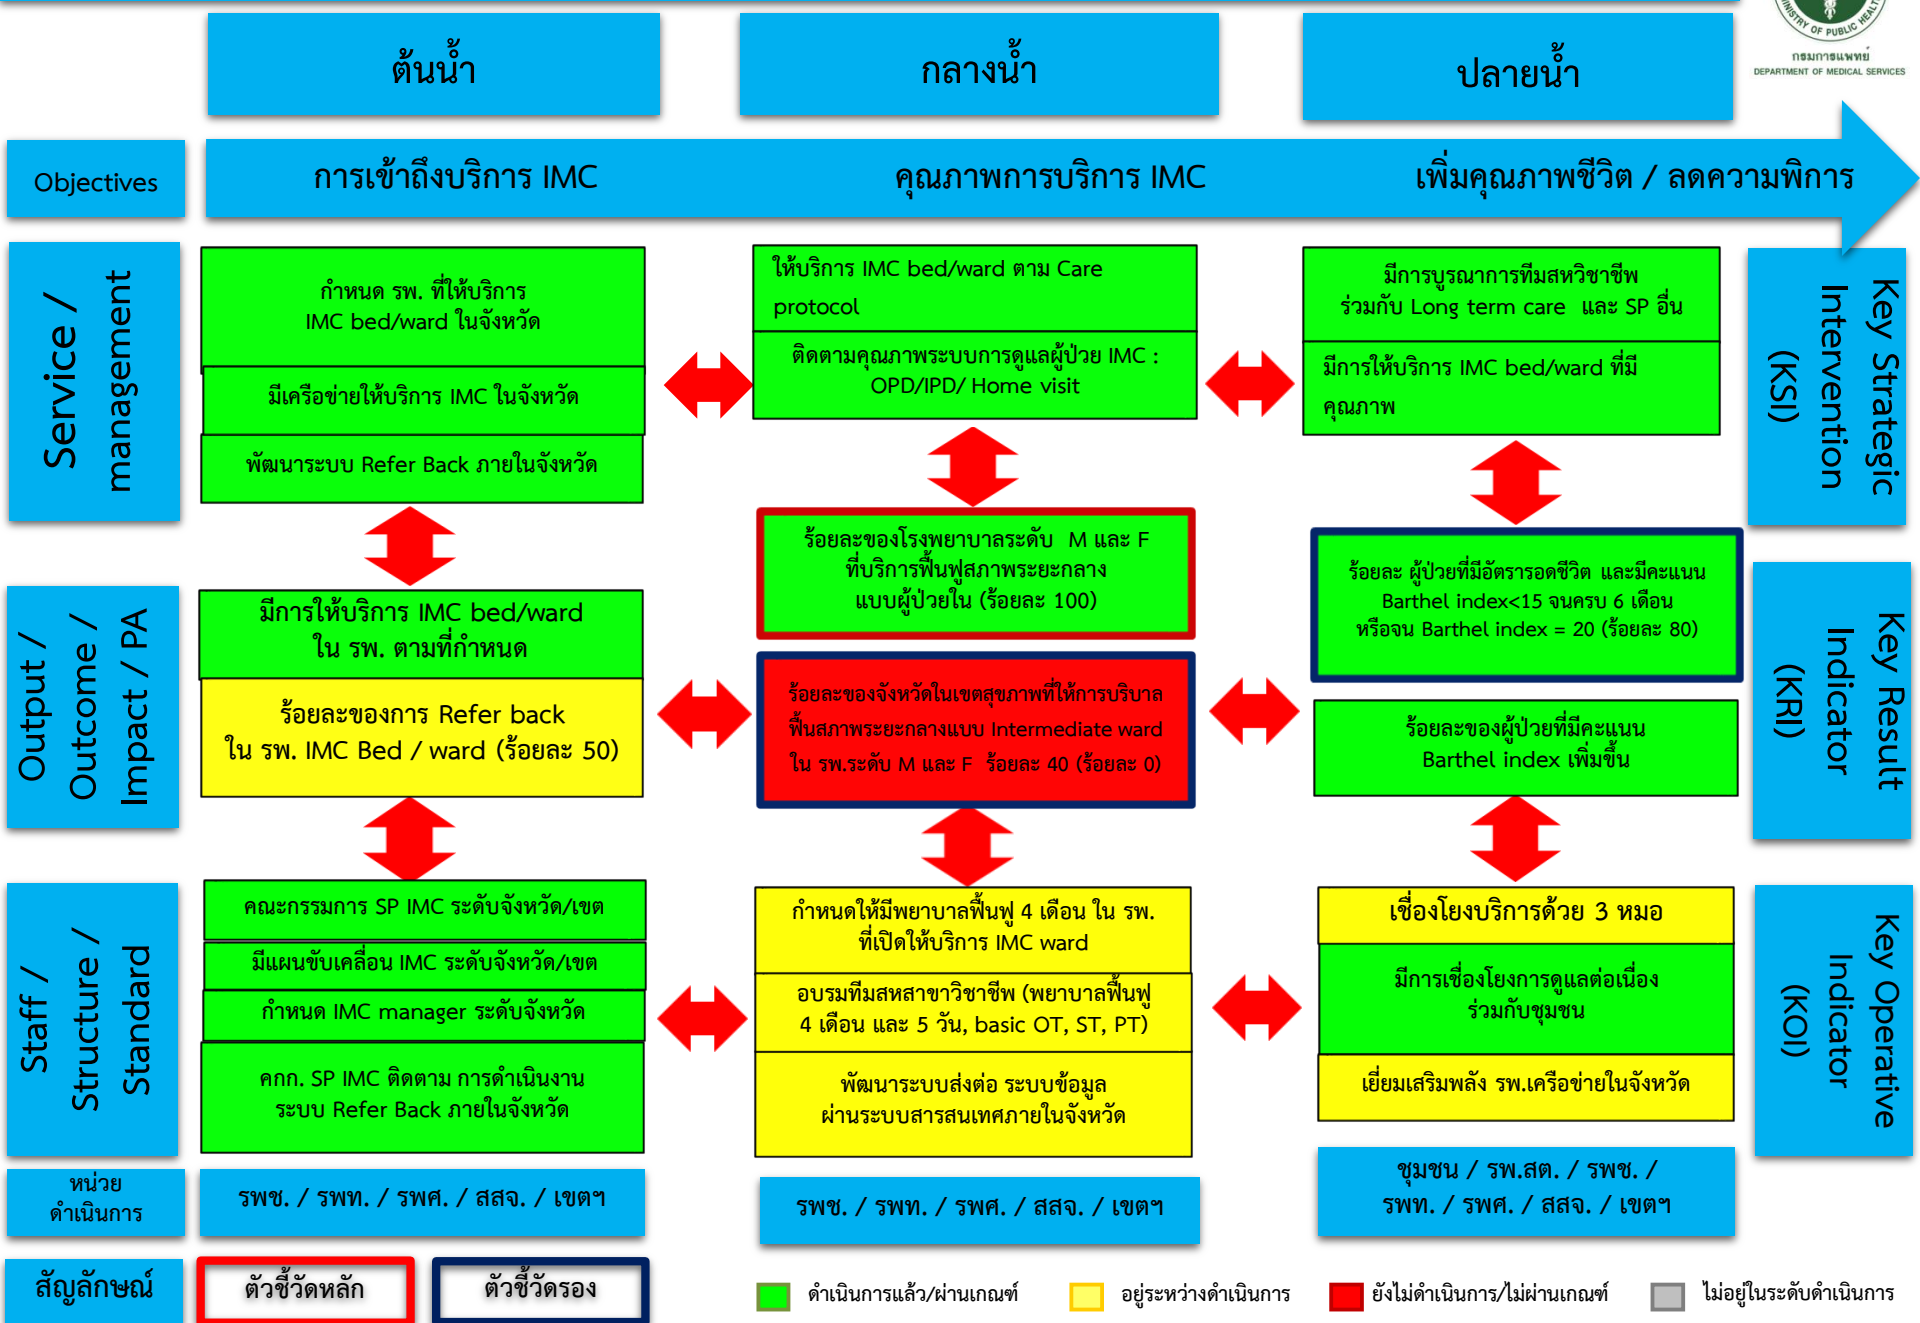 MINISTRY OF PUBLIC HEALTH
กรมการแพทย์
DEPARTMENT OF MEDICAL SERVICES
ต้นน้ำ
กลางน้ำ
ปลายน้ำ
Objectives
การเข้าถึงบริการ IMC
คุณภาพการบริการ IMC
เพิ่มคุณภาพชีวิต / ลดความพิการ
Service /
management
กำหนด รพ. ที่ให้บริการ
IMC bed/ward ในจังหวัด
มีเครือข่ายให้บริการ IMC ในจังหวัด
พัฒนาระบบ Refer Back ภายในจังหวัด
ให้บริการ IMC bed/ward ตาม Care
protocol
ติดตามคุณภาพระบบการดูแลผู้ป่วย IMC :
OPD/IPD/ Home visit
มีการบูรณาการทีมสหวิชาชีพ
ร่วมกับ Long term care และ SP อื่น
มีการให้บริการ IMC bed/ward ที่มี
คุณภาพ
Key Strategic
Intervention
(KSI)
Output /
Outcome /
Impact / PA
มีการให้บริการ IMC bed/ward
ใน รพ. ตามที่กำหนด
ร้อยละของการ Refer back
ใน รพ. IMC Bed / ward (ร้อยละ 50)
ร้อยละของโรงพยาบาลระดับ M และ F
ที่บริการฟื้นฟูสภาพระยะกลาง
แบบผู้ป่วยใน (ร้อยละ 100)
ร้อยละของจังหวัดในเขตสุขภาพที่ให้การบริบาล
ฟื้นสภาพระยะกลางแบบ Intermediate ward
ใน รพ.ระดับ M และ F ร้อยละ 40 (ร้อยละ 0)
ร้อยละ ผู้ป่วยที่มีอัตรารอดชีวิต และมีคะแนน
Barthel index<15 จนครบ 6 เดือน
หรือจน Barthel index = 20 (ร้อยละ 80)
ร้อยละของผู้ป่วยที่มีคะแนน
Barthel index เพิ่มขึ้น
Key Result
Indicator
(KRI)
Staff /
Structure /
Standard
คณะกรรมการ SP IMC ระดับจังหวัด/เขต
มีแผนขับเคลื่อน IMC ระดับจังหวัด/เขต
กำหนด IMC manager ระดับจังหวัด
คกก. SP IMC ติดตาม การดำเนินงาน
ระบบ Refer Back ภายในจังหวัด
กำหนดให้มีพยาบาลฟื้นฟู 4 เดือน ใน รพ.
ที่เปิดให้บริการ IMC ward
อบรมทีมสหสาขาวิชาชีพ (พยาบาลฟื้นฟู
4 เดือน และ 5 วัน, basic OT, ST, PT)
พัฒนาระบบส่งต่อ ระบบข้อมูล
ผ่านระบบสารสนเทศภายในจังหวัด
เชื่องโยงบริการด้วย 3 หมอ
มีการเชื่องโยงการดูแลต่อเนื่อง
ร่วมกับชุมชน
เยี่ยมเสริมพลัง รพ.เครือข่ายในจังหวัด
Key Operative
Indicator
(KOI)
หน่วย
ดำเนินการ
รพช. / รพท. / รพศ. / สสจ. / เขตฯ
รพช. / รพท. / รพศ. / สสจ. / เขตฯ
ชุมชน / รพ.สต. / รพช. /
รพท. / รพศ. / สสจ. / เขตฯ
สัญลักษณ์
ตัวชี้วัดหลัก
ตัวชี้วัดรอง
ดำเนินการแล้ว/ผ่านเกณฑ์
อยู่ระหว่างดำเนินการ
ยังไม่ดำเนินการ/ไม่ผ่านเกณฑ์
ไม่อยู่ในระดับดำเนินการ